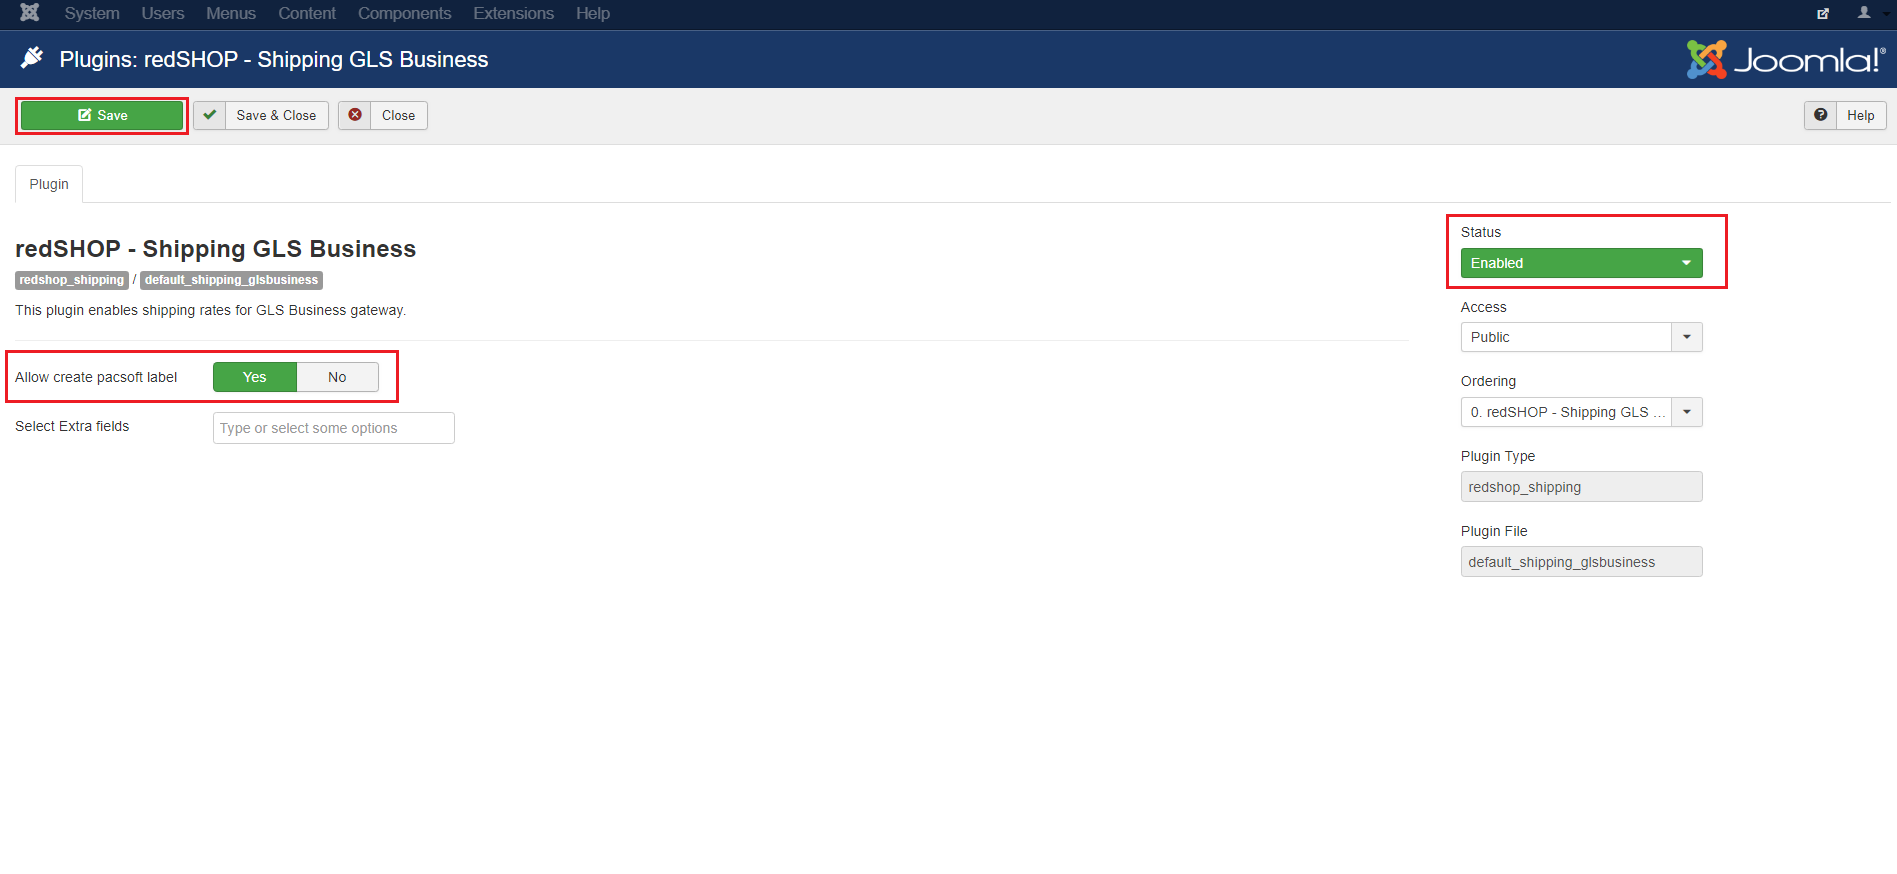 System Users Menus Content Components Extensions Help
Plugins: redSHOP - Shipping GLS Business
Joomla!®
Save
Save & Close
Close
Help
Plugin
redSHOP - Shipping GLS Business
redshop_shipping / default_shipping_glsbusiness
This plugin enables shipping rates for GLS Business gateway.
Allow create pacsoft label
Yes
No
Select Extra fields
Type or select some options
Status
Enabled
Access
Public
Ordering
0. redSHOP - Shipping GLS ...
Plugin Type
redshop_shipping
Plugin File
default_shipping_glsbusiness